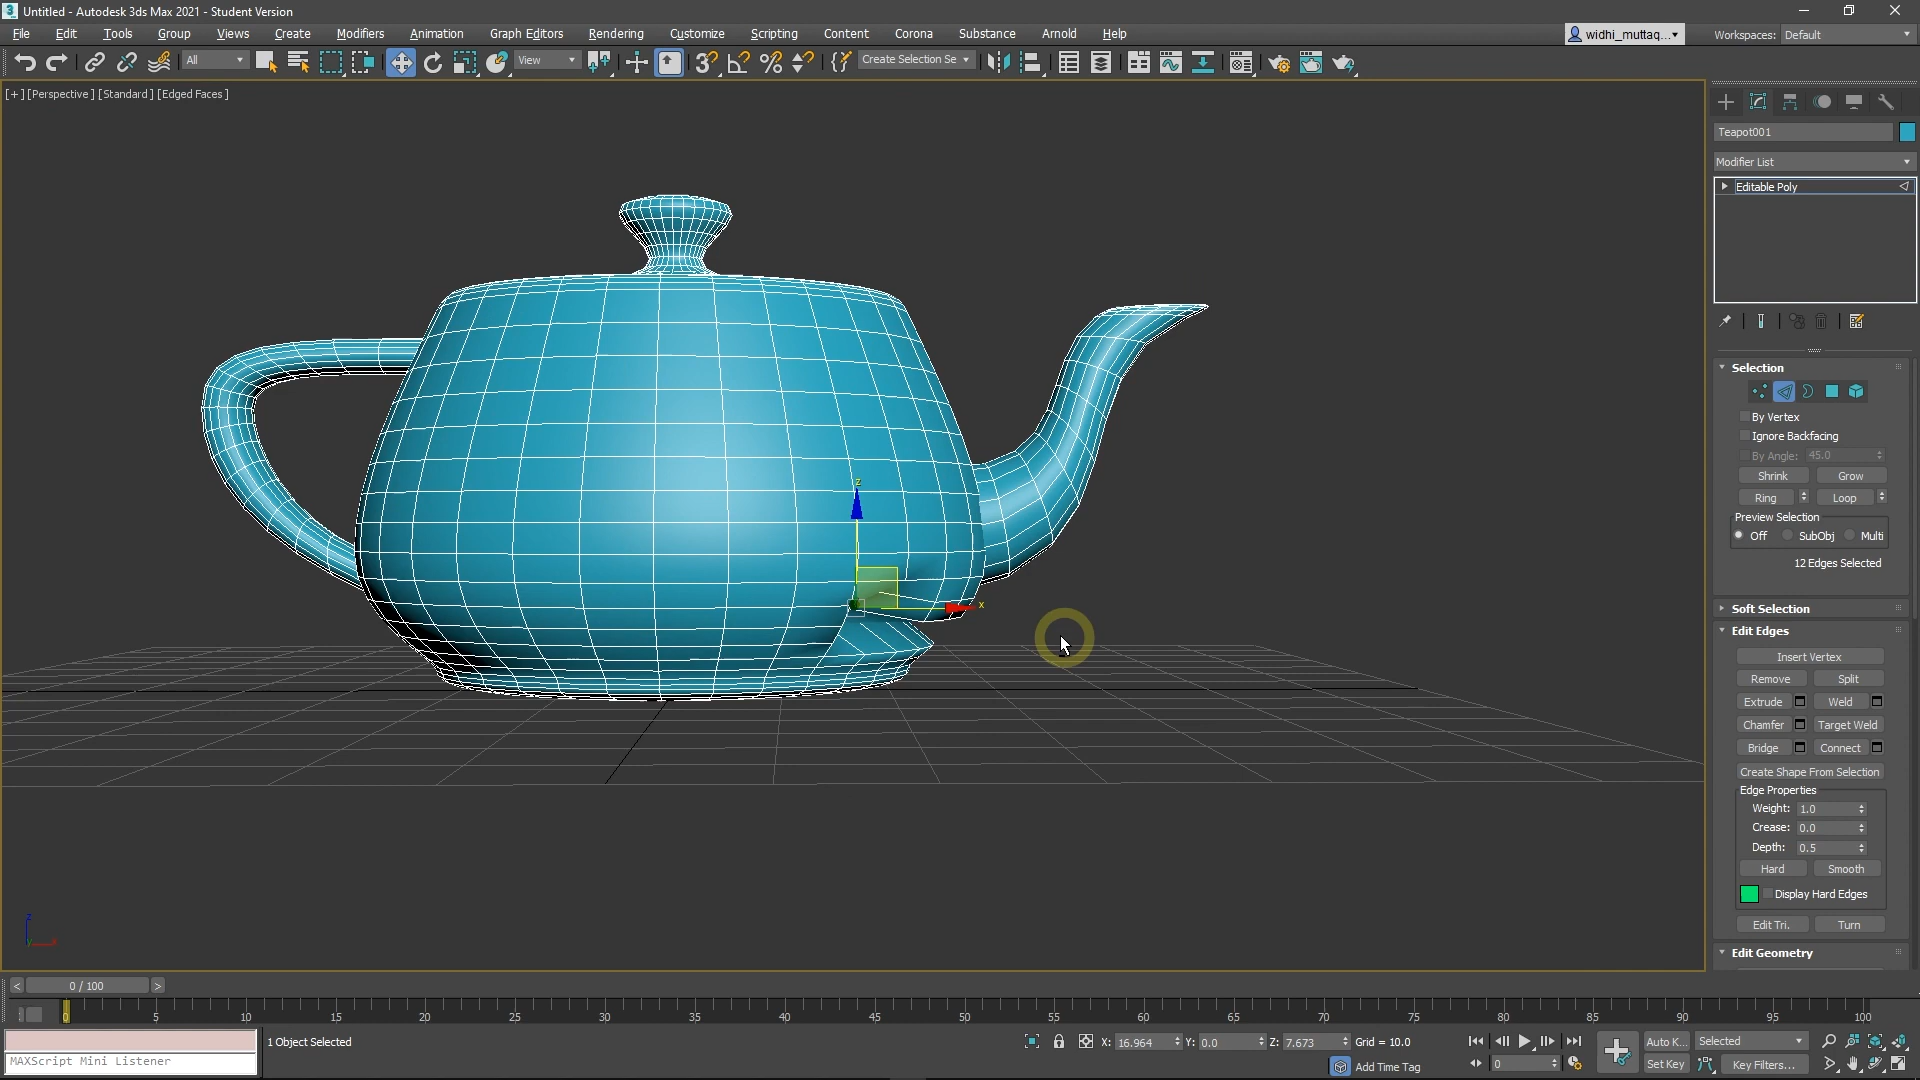 3 Untitled - Autodesk 3ds Max 2021 - Student Version
File Edit Tools Group Views Create Modifiers Animation Graph Editors Rendering Customize Scripting Content Corona Substance Arnold Help
widhi_muttaq... Workspaces: Default
All View 3 Create Selection Se
[+] [Perspective ] [Standard ] [Edged Faces ]
Teapot001
Modifier List
Editable Poly
Selection
By Vertex
Ignore Backfacing
By Angle: 45.0
Shrink Grow
Ring Loop
Preview Selection
Off SubObj Multi
12 Edges Selected
Soft Selection
Edit Edges
Insert Vertex
Remove Split
Extrude Weld
Chamfer Target Weld
Bridge Connect
Create Shape From Selection
Edge Properties
Weight: 1.0
Crease: 0.0
Depth: 0.5
Hard Smooth
Display Hard Edges
Edit Tri. Turn
Edit Geometry
z
x
z
x
< 0 / 100 >
0 5 10 15 20 25 30 35 40 45 50 55 60 65 70 75 80 85 90 95 100
1 Object Selected
X: 16.964 Y: 0.0 Z: 7.673 Grid = 10.0
Auto K... Selected
MAXScript Mini Listener
Add Time Tag
0
Set Key Key Filters...